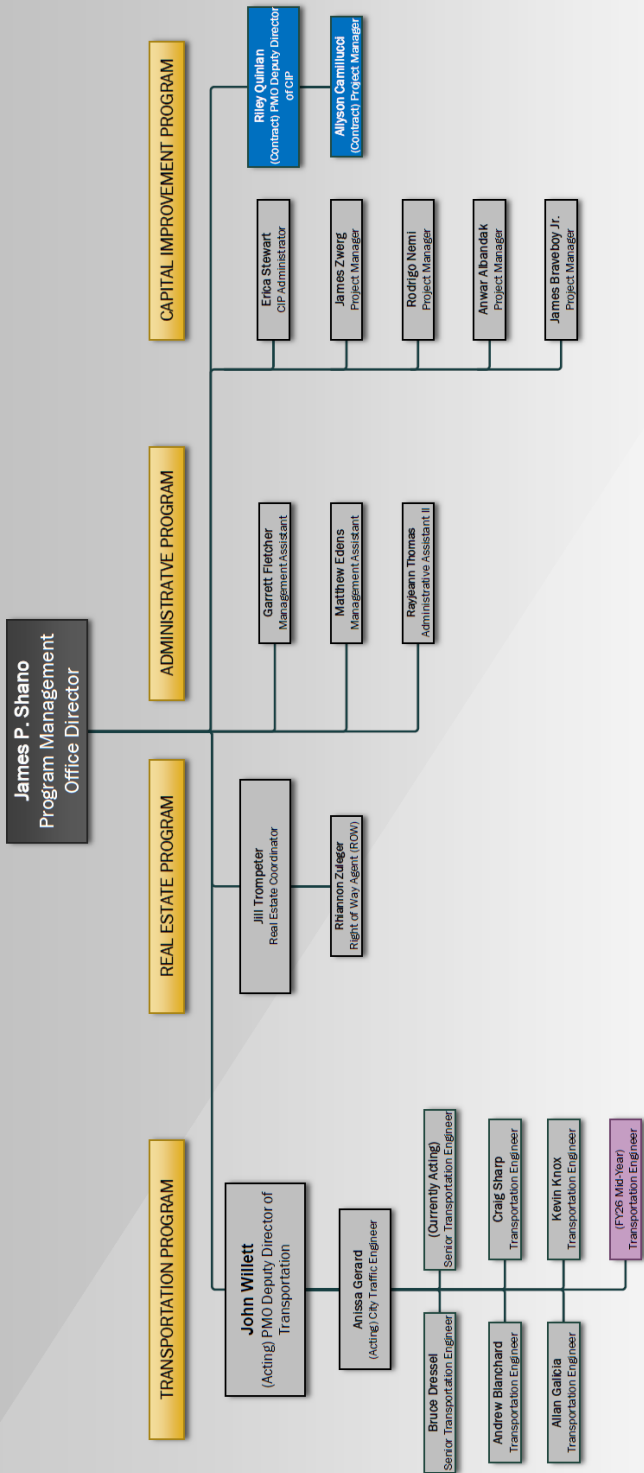 James P. Shano
Program Management
Office Director
TRANSPORTATION PROGRAM
John Willett
(Acting) PMO Deputy Director of
Transportation
Anissa Gerard
(Acting) City Traffic Engineer
Bruce Dressel
Senior Transportation Engineer
(Currently Acting)
Senior Transportation Engineer
Andrew Blanchard
Transportation Engineer
Craig Sharp
Transportation Engineer
Allan Galicia
Transportation Engineer
Kevin Knox
Transportation Engineer
(FY26 Mid-Year)
Transportation Engineer
REAL ESTATE PROGRAM
Jill Trompeter
Real Estate Coordinator
Rhiannon Zuleger
Right of Way Agent (ROW)
ADMINISTRATIVE PROGRAM
Garrett Fletcher
Management Assistant
Matthew Edens
Management Assistant
Rayjeann Thomas
Administrative Assistant II
CAPITAL IMPROVEMENT PROGRAM
Erica Stewart
CIP Administrator
James Zwerg
Project Manager
Rodrigo Nemi
Project Manager
Anwar Albandak
Project Manager
James Braveboy Jr.
Project Manager
Riley Quinlan
(Contract) PMO Deputy Director
of CIP
Allyson Camillucci
(Contract) Project Manager